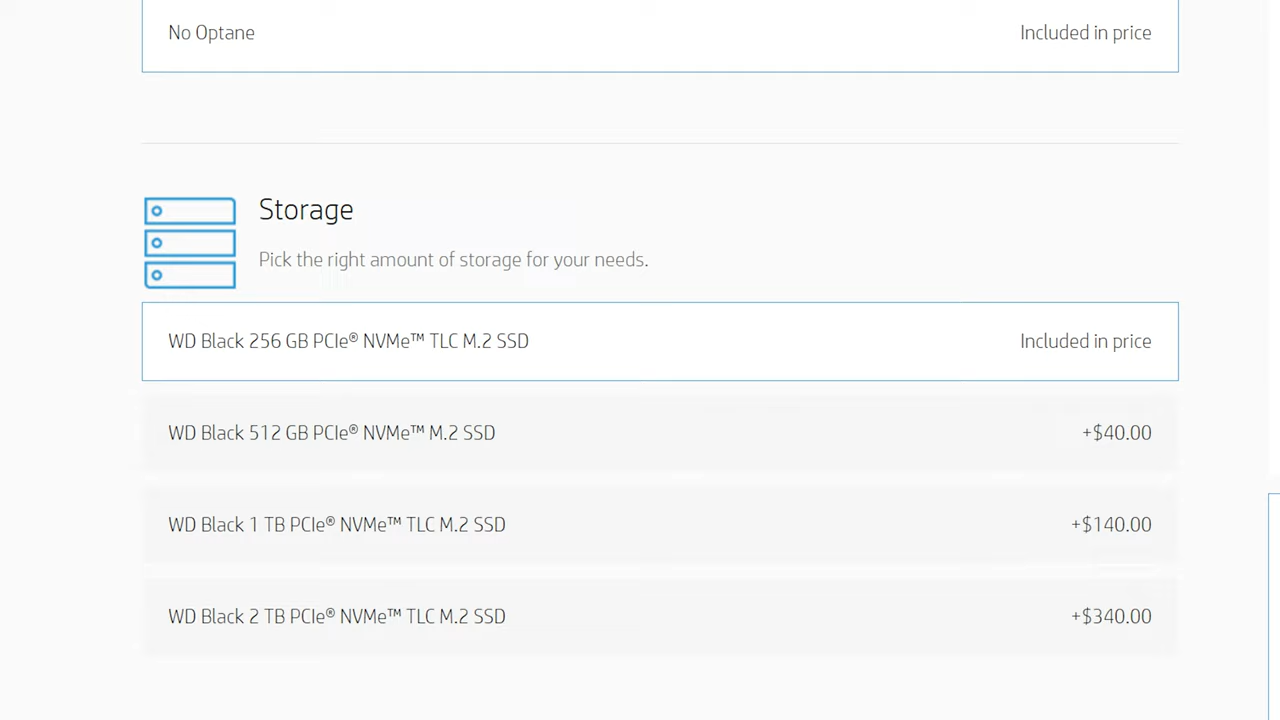 No Optane Included in price
Storage
Pick the right amount of storage for your needs.
WD Black 256 GB PCIe® NVMe™ TLC M.2 SSD Included in price
WD Black 512 GB PCIe® NVMe™ M.2 SSD +$40.00
WD Black 1 TB PCIe® NVMe™ TLC M.2 SSD +$140.00
WD Black 2 TB PCIe® NVMe™ TLC M.2 SSD +$340.00